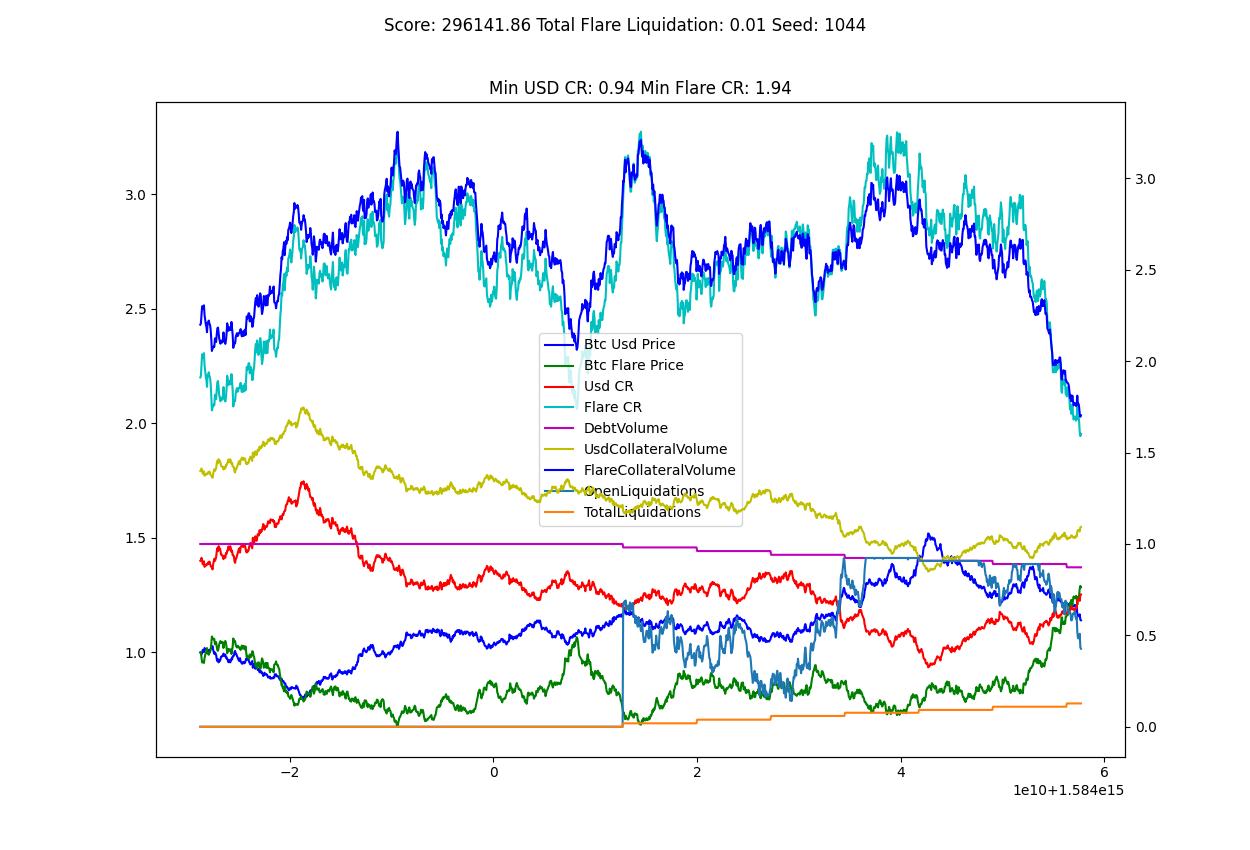 Score: 296141.86 Total Flare Liquidation: 0.01 Seed: 1044
Min USD CR: 0.94 Min Flare CR: 1.94
3.0
2.5
2.0
1.5
1.0
3.0
2.5
2.0
1.5
1.0
0.5
0.0
Btc Usd Price
Btc Flare Price
Usd CR
Flare CR
DebtVolume
UsdCollateralVolume
FlareCollateralVolume
OpenLiquidations
TotalLiquidations
−2 0 2 4 6
1e10+1.584e15